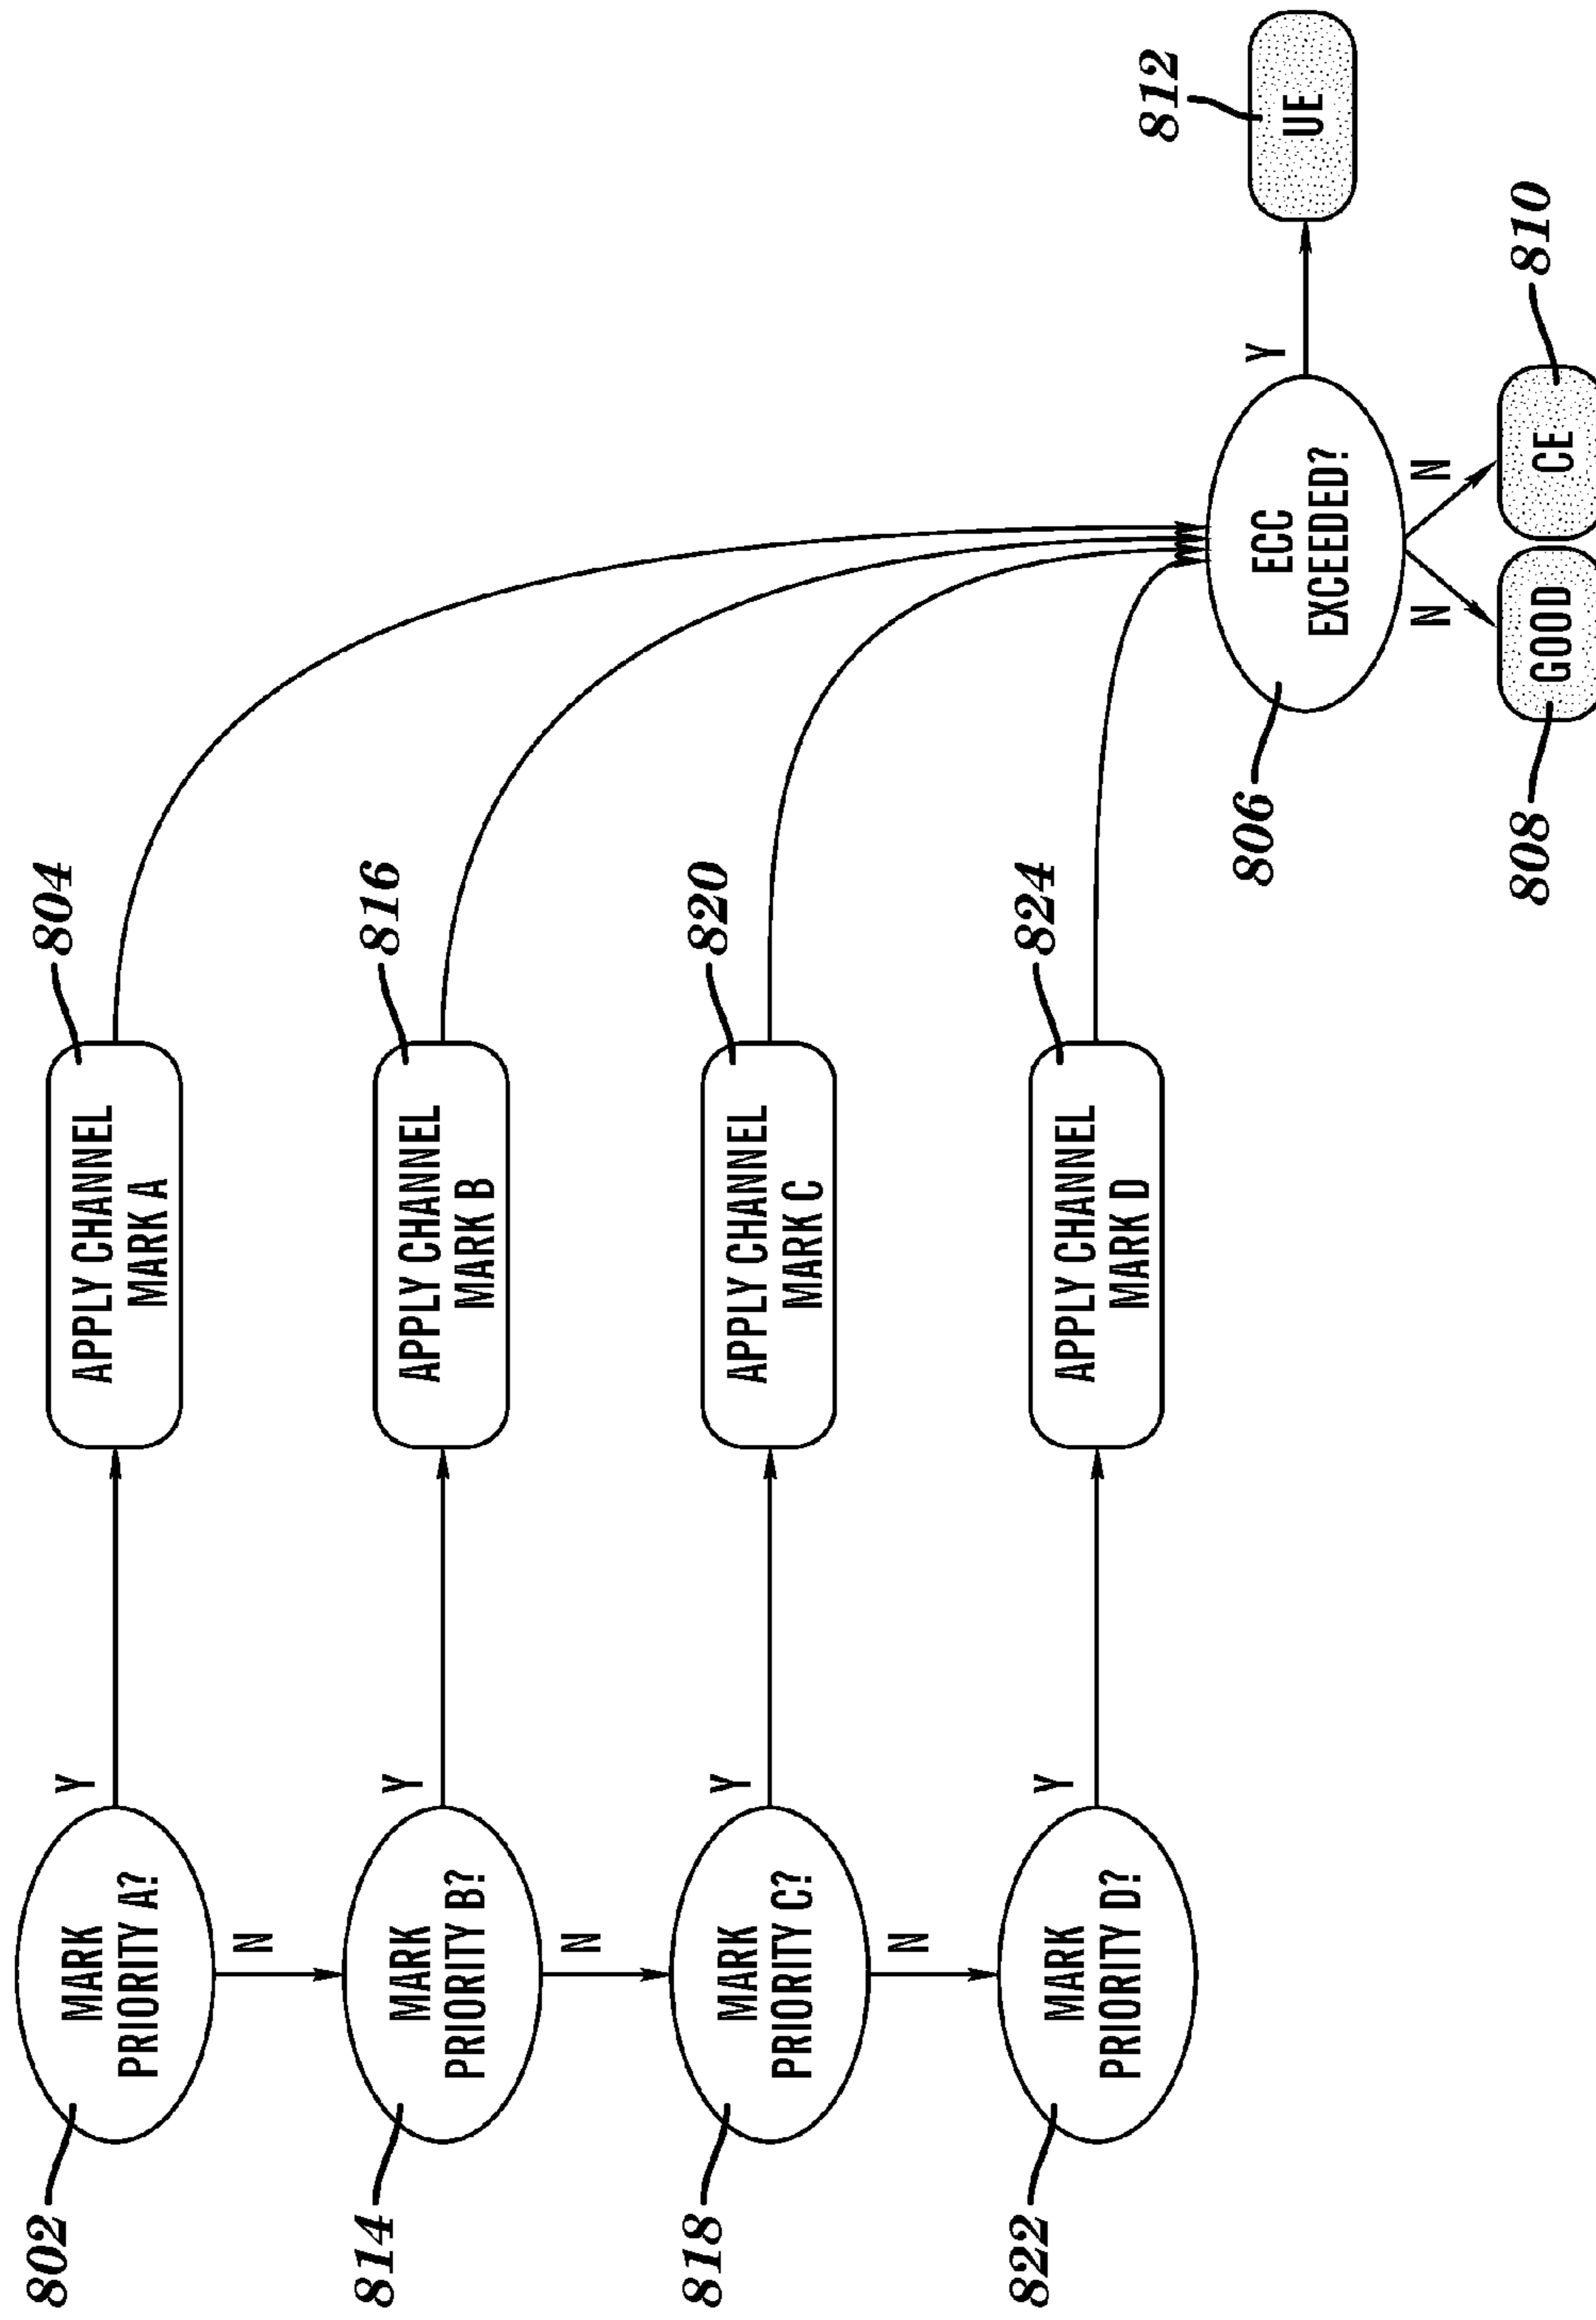 802
MARK
PRIORITY A?
Y
N
APPLY CHANNEL
MARK A
804
814
MARK
PRIORITY B?
Y
N
APPLY CHANNEL
MARK B
816
818
MARK
PRIORITY C?
Y
N
APPLY CHANNEL
MARK C
820
822
MARK
PRIORITY D?
Y
APPLY CHANNEL
MARK D
824
806
ECC
EXCEEDED?
Y
UE
812
N
N
808
GOOD
CE
810